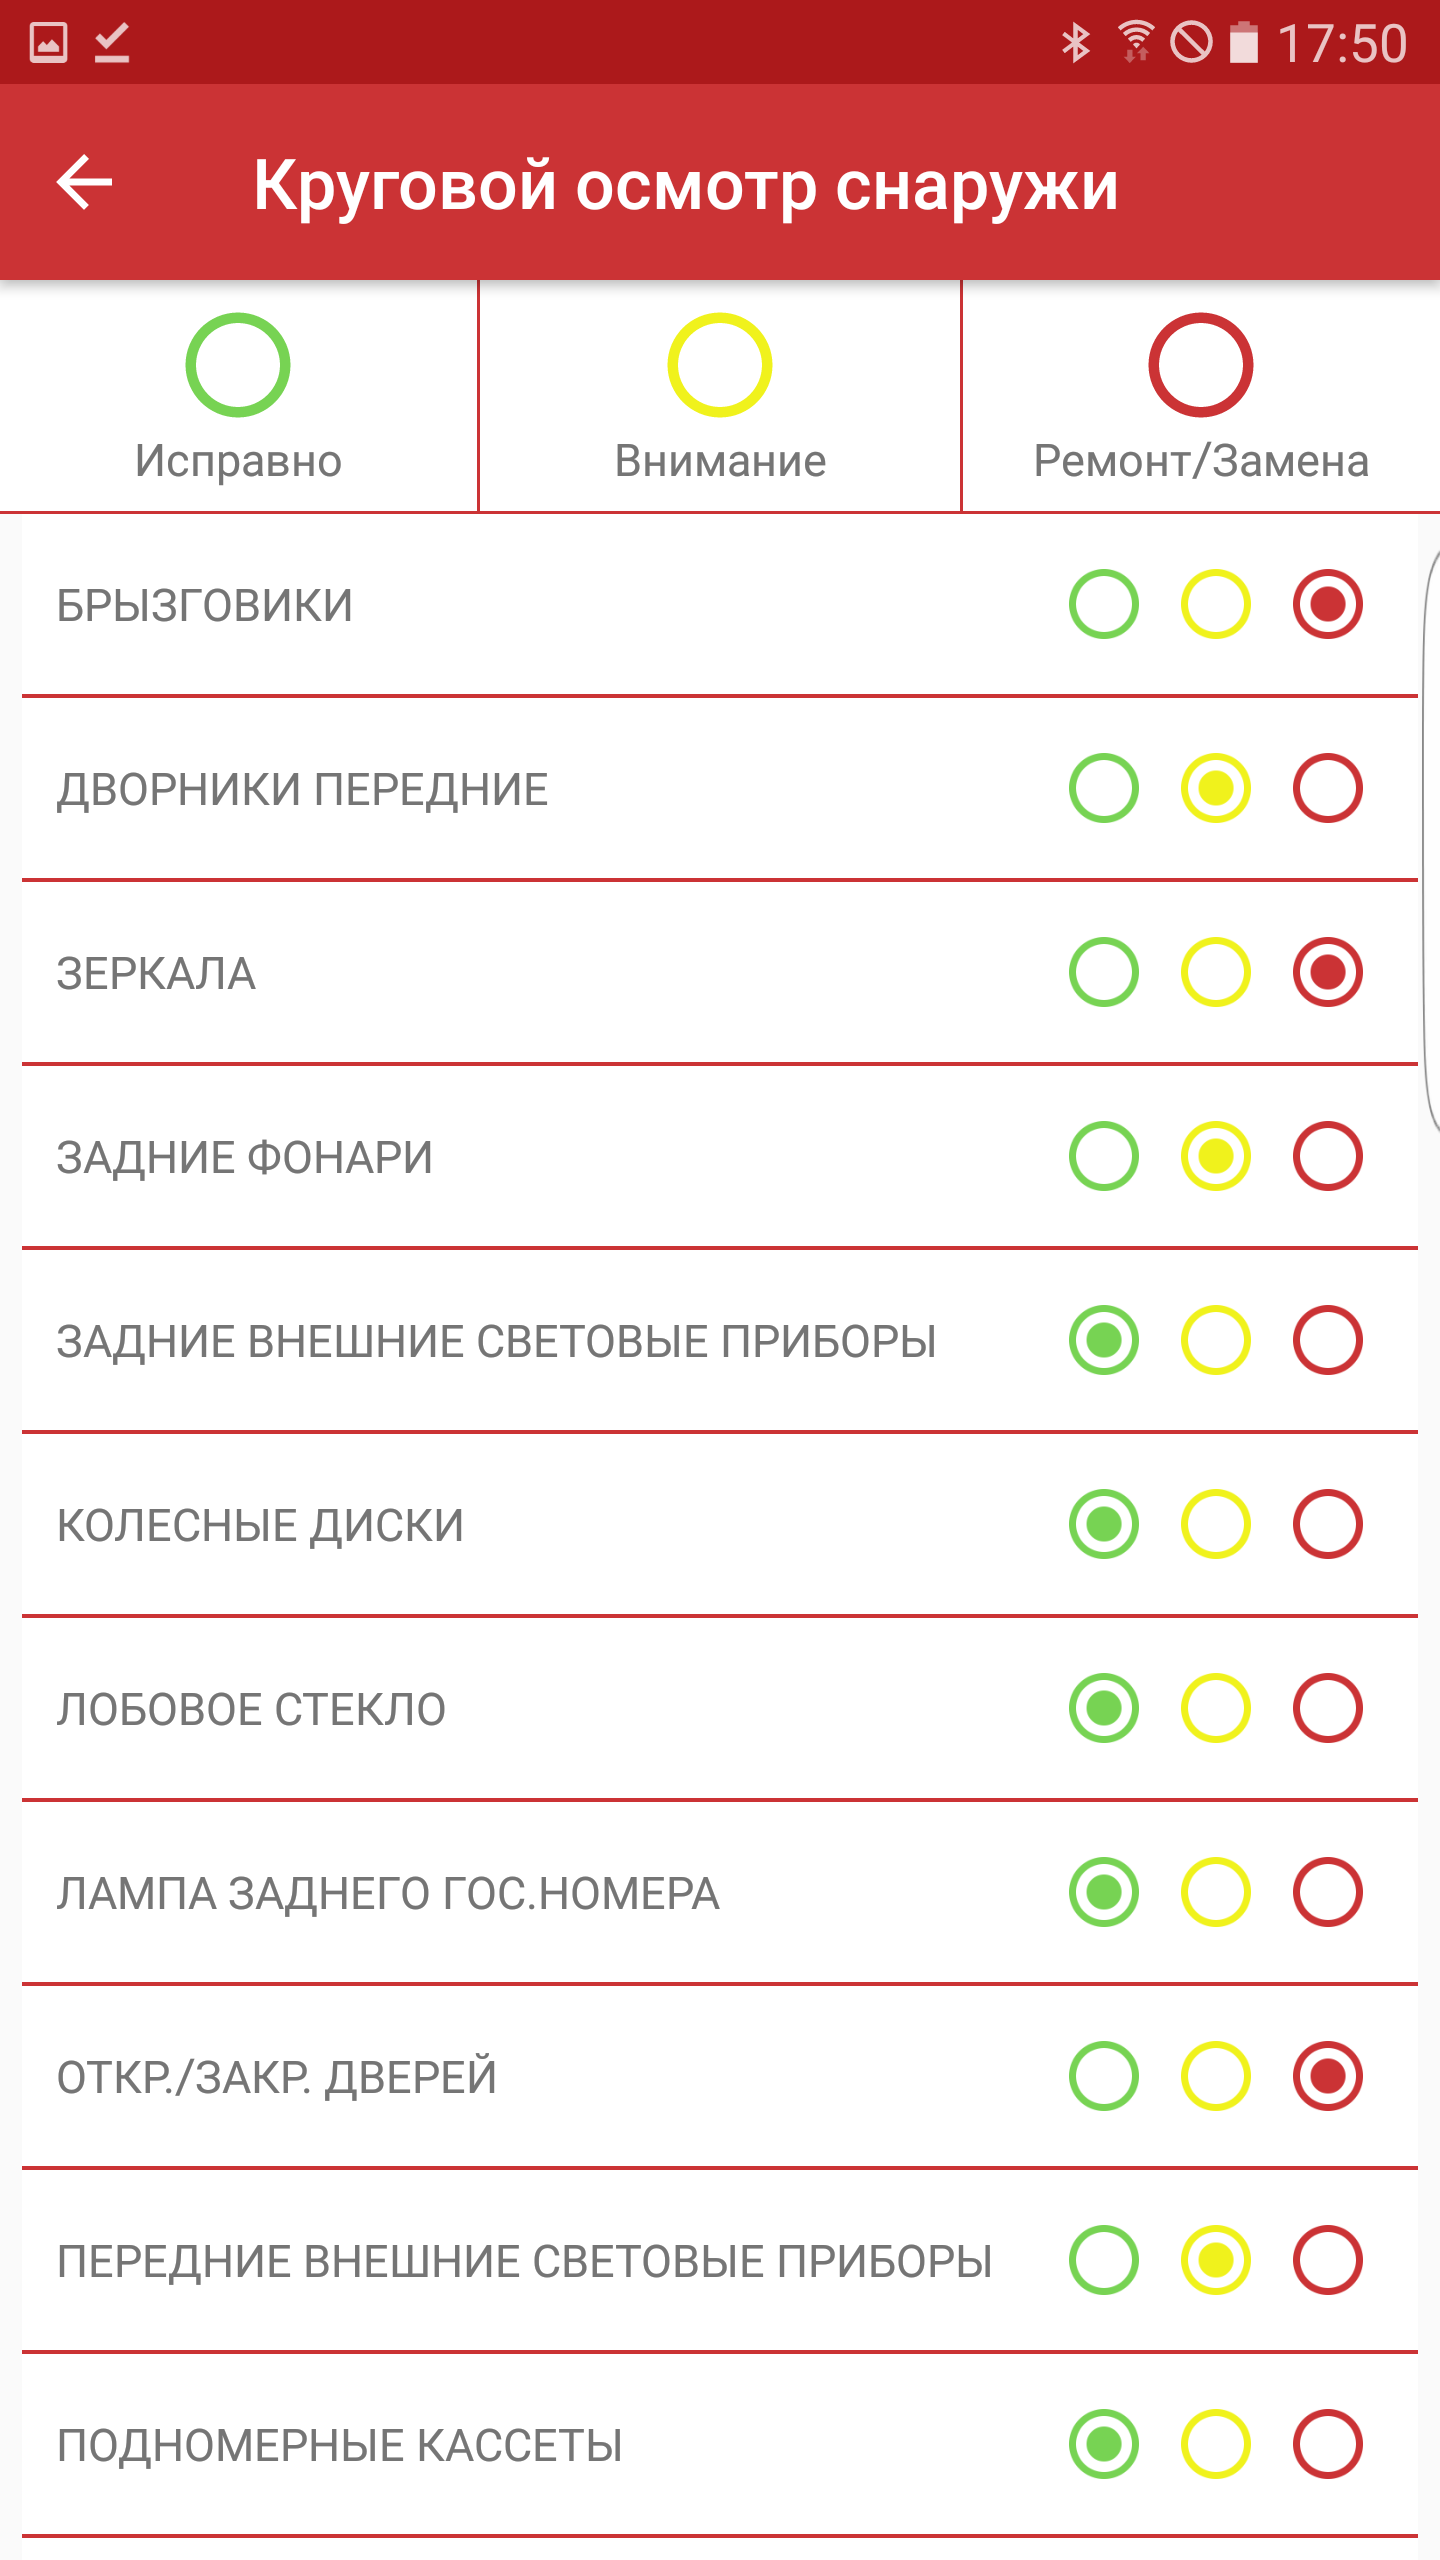 17:50
Круговой осмотр снаружи
Исправно
Внимание
Ремонт/Замена
БРЫЗГОВИКИ
ДВОРНИКИ ПЕРЕДНИЕ
ЗЕРКАЛА
ЗАДНИЕ ФОНАРИ
ЗАДНИЕ ВНЕШНИЕ СВЕТОВЫЕ ПРИБОРЫ
КОЛЕСНЫЕ ДИСКИ
ЛОБОВОЕ СТЕКЛО
ЛАМПА ЗАДНЕГО ГОС.НОМЕРА
ОТКР./ЗАКР. ДВЕРЕЙ
ПЕРЕДНИЕ ВНЕШНИЕ СВЕТОВЫЕ ПРИБОРЫ
ПОДНОМЕРНЫЕ КАССЕТЫ